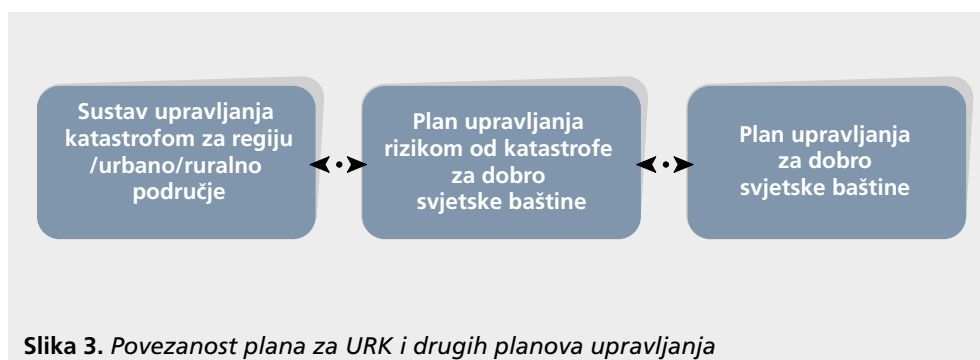 Sustav upravljanja
katastrofom za regiju
/urbano/ruralno
područje
Plan upravljanja
rizikom od katastrofe
za dobro
svjetske baštine
Plan upravljanja
za dobro
svjetske baštine
Slika 3. Povezanost plana za URK i drugih planova upravljanja